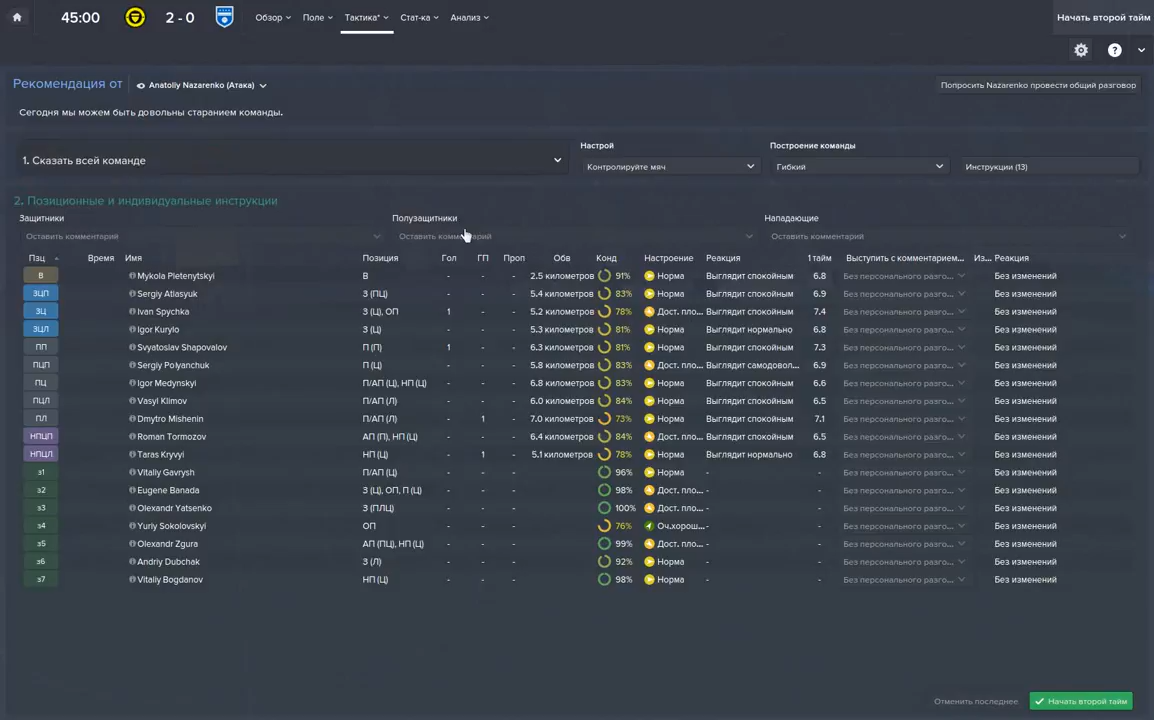 45:00 2 - 0 Обзор Поле Тактика* Стат-ка Анализ Начать второй тайм
?
Рекомендация от Anatoliy Nazarenko (Атака) Попросить Nazarenko провести общий разговор
Сегодня мы можем быть довольны старанием команды.
Настрой Построение команды
1. Сказать всей команде Контролируйте мяч Гибкий Инструкции (13)
2. Позиционные и индивидуальные инструкции
Защитники Полузащитники Нападающие
Оставить комментарий Оставить комментарий Оставить комментарий
Пзц Время Имя Позиция Гол ГП Проп Обв Конд Настроение Реакция 1 тайм Выступить с комментарием... Из... Реакция
В Mykola Pletenytskyi В - - - 2.5 километров 91% Норма Выглядит спокойным 6.8 Без персонального разго... Без изменений
ЗЦП Sergiy Atlasyuk З (ПЦ) - - - 5.4 километров 83% Норма Выглядит спокойным 6.9 Без персонального разго... Без изменений
ЗЦ Ivan Spychka З (Ц), ОП 1 - - 5.2 километров 78% Дост. пло... Выглядит спокойным 7.4 Без персонального разго... Без изменений
ЗЦЛ Igor Kurylo З (Ц) - - - 5.3 километров 81% Норма Выглядит нормально 6.8 Без персонального разго... Без изменений
ПП Svyatoslav Shapovalov П (П) 1 - - 6.3 километров 81% Норма Выглядит спокойным 7.3 Без персонального разго... Без изменений
ПЦП Sergiy Polyanchuk П (Ц) - - - 5.8 километров 83% Дост. пло... Выглядит самодовол... 6.9 Без персонального разго... Без изменений
ПЦ Igor Medynskyi П/АП (Ц), НП (Ц) - - - 6.8 километров 83% Норма Выглядит спокойным 6.6 Без персонального разго... Без изменений
ПЦЛ Vasyl Klimov П/АП (Л) - - - 6.0 километров 84% Норма Выглядит спокойным 6.5 Без персонального разго... Без изменений
ПЛ Dmytro Mishenin П/АП (Л) - 1 - 7.0 километров 73% Норма Выглядит спокойным 7.1 Без персонального разго... Без изменений
НПЦП Roman Tormozov АП (П), НП (Ц) - - - 6.4 километров 84% Дост. пло... Выглядит спокойным 6.5 Без персонального разго... Без изменений
НПЦЛ Taras Kryvyi НП (Ц) - 1 - 5.1 километров 78% Норма Выглядит нормально 6.8 Без персонального разго... Без изменений
з1 Vitaliy Gavrysh П/АП (Ц) - - - 96% Норма - - Без персонального разго... Без изменений
з2 Eugene Banada З (Ц), ОП, П (Ц) - - - 98% Дост. пло... - - Без персонального разго... Без изменений
з3 Olexandr Yatsenko З (ПЛЦ) - - - 100% Дост. пло... - - Без персонального разго... Без изменений
з4 Yuriy Sokolovskyi ОП - - - 76% Оч.хорош... - - Без персонального разго... Без изменений
з5 Olexandr Zgura АП (ПЦ), НП (Ц) - - - 99% Дост. пло... - - Без персонального разго... Без изменений
з6 Andriy Dubchak З (Л) - - - 92% Норма - - Без персонального разго... Без изменений
з7 Vitaliy Bogdanov НП (Ц) - - - 98% Норма - - Без персонального разго... Без изменений
Отменить последнее Начать второй тайм